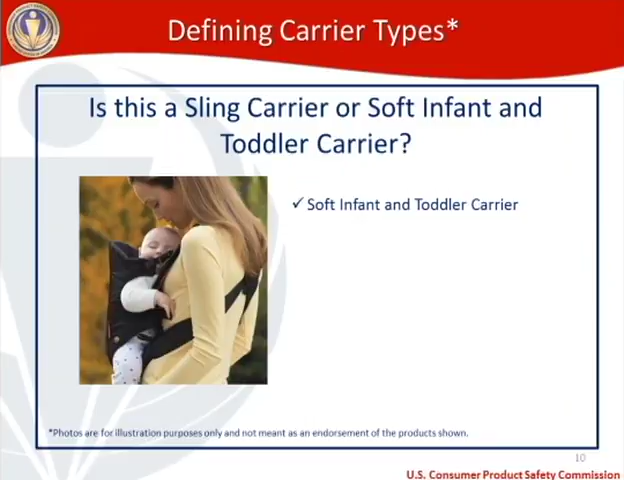 Defining Carrier Types*
Is this a Sling Carrier or Soft Infant and
Toddler Carrier?
✓ Soft Infant and Toddler Carrier
*Photos are for illustration purposes only and not meant as an endorsement of the products shown.
10
U.S. Consumer Product Safety Commission